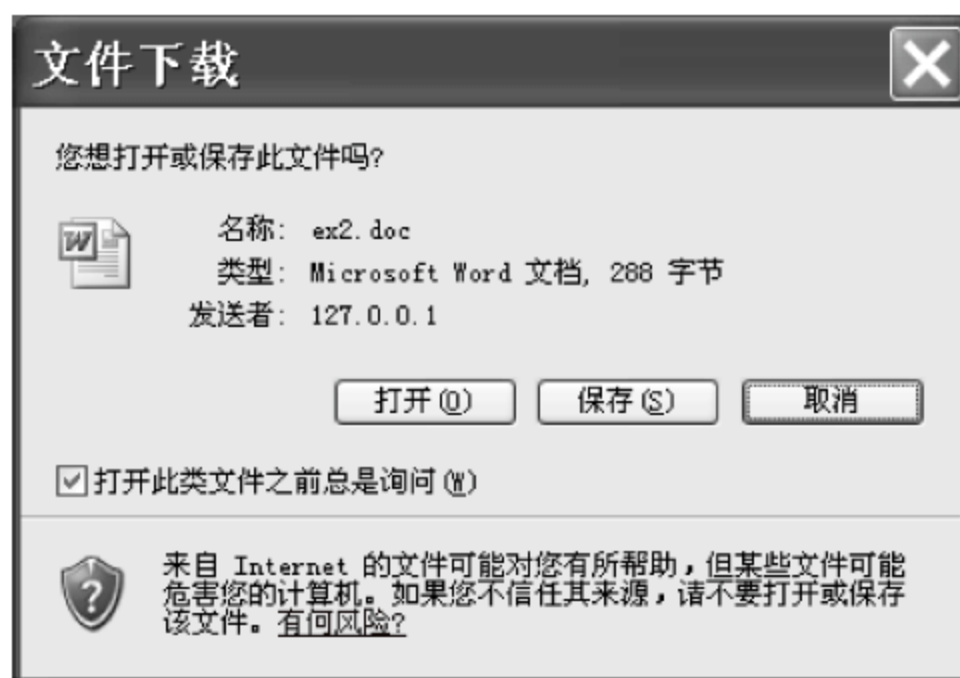 文件下载
您想打开或保存此文件吗?
名称: ex2.doc
类型: Microsoft Word 文档, 288 字节
发送者: 127.0.0.1
打开(O) 保存(S) 取消
打开此类文件之前总是询问(W)
来自 Internet 的文件可能对您有所帮助，但某些文件可能
危害您的计算机。如果您不信任其来源，请不要打开或保存
该文件。有何风险?